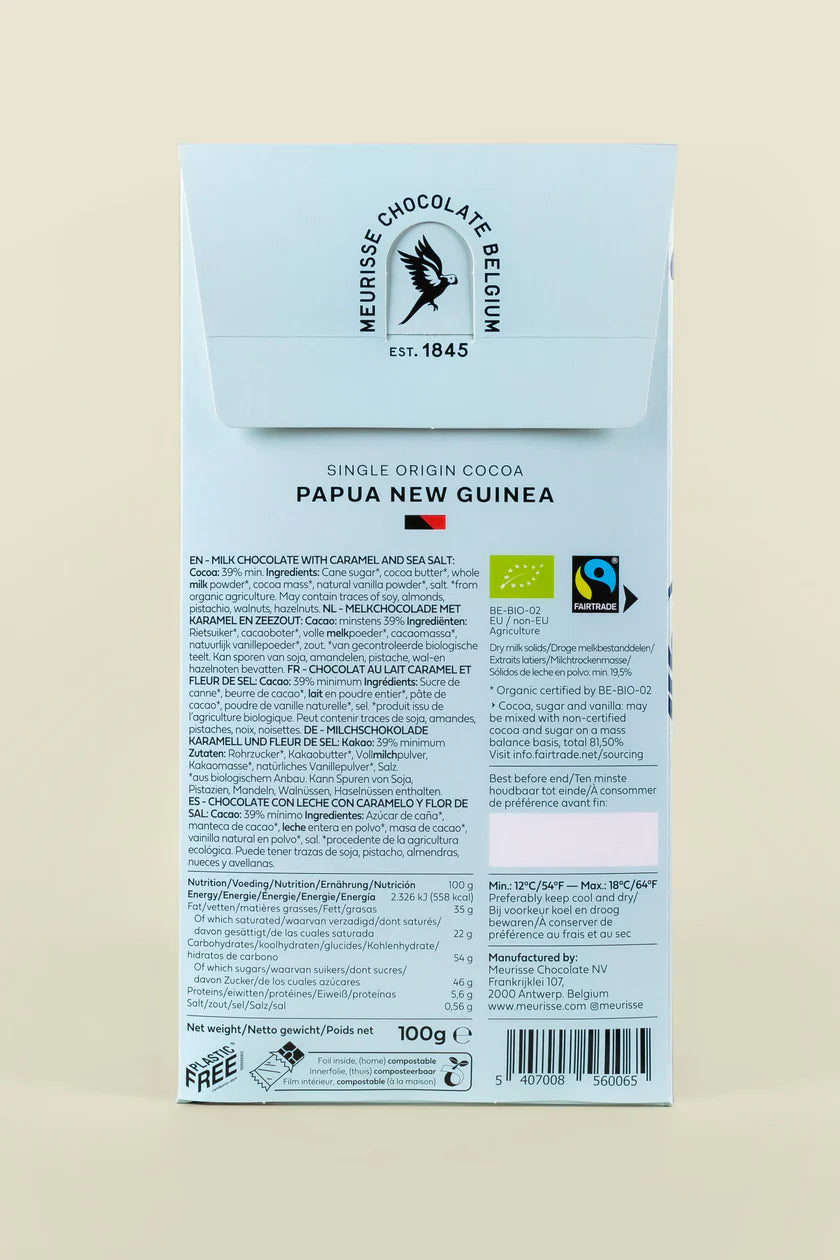 MEURISSE CHOCOLATE BELGIUM
EST. 1845
SINGLE ORIGIN COCOA
PAPUA NEW GUINEA
EN - MILK CHOCOLATE WITH CARAMEL AND SEA SALT:
Cocoa: 39% min. Ingredients: Cane sugar*, cocoa butter*, whole
milk powder*, cocoa mass*, natural vanilla powder*, salt. *from
organic agriculture. May contain traces of soy, almonds,
pistachio, walnuts, hazelnuts. NL - MELKCHOCOLADE MET
KARAMEL EN ZEEZOUT: Cacao: minstens 39% Ingrediënten:
Rietsuiker*, cacaoboter*, volle melkpoeder*, cacaomassa*,
natuurlijk vanillepoeder*, zout. *van gecontroleerde biologische
teelt. Kan sporen van soja, amandelen, pistache, wal-en
hazelnoten bevatten. FR - CHOCOLAT AU LAIT CARAMEL ET
FLEUR DE SEL: Cacao: 39% minimum Ingrédients: Sucre de
canne*, beurre de cacao*, lait en poudre entier*, pâte de
cacao*, poudre de vanille naturelle*, sel. *produit issu de
l'agriculture biologique. Peut contenir traces de soja, amandes,
pistaches, noix, noisettes. DE - MILCHSCHOKOLADE
KARAMELL UND FLEUR DE SEL: Kakao: 39% minimum
Zutaten: Rohrzucker*, Kakaobutter*, Vollmilchpulver,
Kakaomasse*, natürliches Vanillepulver*, Salz.
*aus biologischem Anbau. Kann Spuren von Soja,
Pistazien, Mandeln, Walnüssen, Haselnüssen enthalten.
ES - CHOCOLATE CON LECHE CON CARAMELO Y FLOR DE
SAL: Cacao: 39% mínimo Ingredientes: Azúcar de caña*,
manteca de cacao*, leche entera en polvo*, masa de cacao*,
vainilla natural en polvo*, sal. *procedente de la agricultura
ecológica. Puede tener trazas de soja, pistacho, almendras,
nueces y avellanas.
Nutrition/Voeding/Nutrition/Ernährung/Nutrición 100 g
Energy/Energie/Énergie/Energie/Energia 2.326 kJ (558 kcal)
Fat/vetten/matières grasses/Fett/grasas 35 g
Of which saturated/waarvan verzadigd/dont saturés/
davon gesättigt/de las cuales saturada 22 g
Carbohydrates/koolhydraten/glucides/Kohlenhydrate/
hidratos de carbono 54 g
Of which sugars/waarvan suikers/dont sucres/
davon Zucker/de los cuales azúcares 46 g
Proteins/eiwitten/protéines/Eiweiß/proteínas 5,6 g
Salt/zout/sel/Salz/sal 0,56 g
Net weight/Netto gewicht/Poids net 100g ℮
PLASTIC
FREE
Foil inside, (home) compostable
Innerfolie, (thuis) composteerbaar
Film intérieur, compostable (à la maison)
FAIRTRADE ®
BE-BIO-02
EU / non-EU
Agriculture
Dry milk solids/Droge melkbestanddelen/
Extraits latiers/Milchtrockenmasse/
Sólidos de leche en polvo: min. 19,5%
* Organic certified by BE-BIO-02
› Cocoa, sugar and vanilla: may
be mixed with non-certified
cocoa and sugar on a mass
balance basis, total 81,50%
Visit info.fairtrade.net/sourcing
Best before end/Ten minste
houdbaar tot einde/À consommer
de préférence avant fin:
Min.: 12°C/54°F — Max.: 18°C/64°F
Preferably keep cool and dry/
Bij voorkeur koel en droog
bewaren/À conserver de
préférence au frais et au sec
Manufactured by:
Meurisse Chocolate NV
Frankrijklei 107,
2000 Antwerp. Belgium
www.meurisse.com @meurisse
5 407008 560065